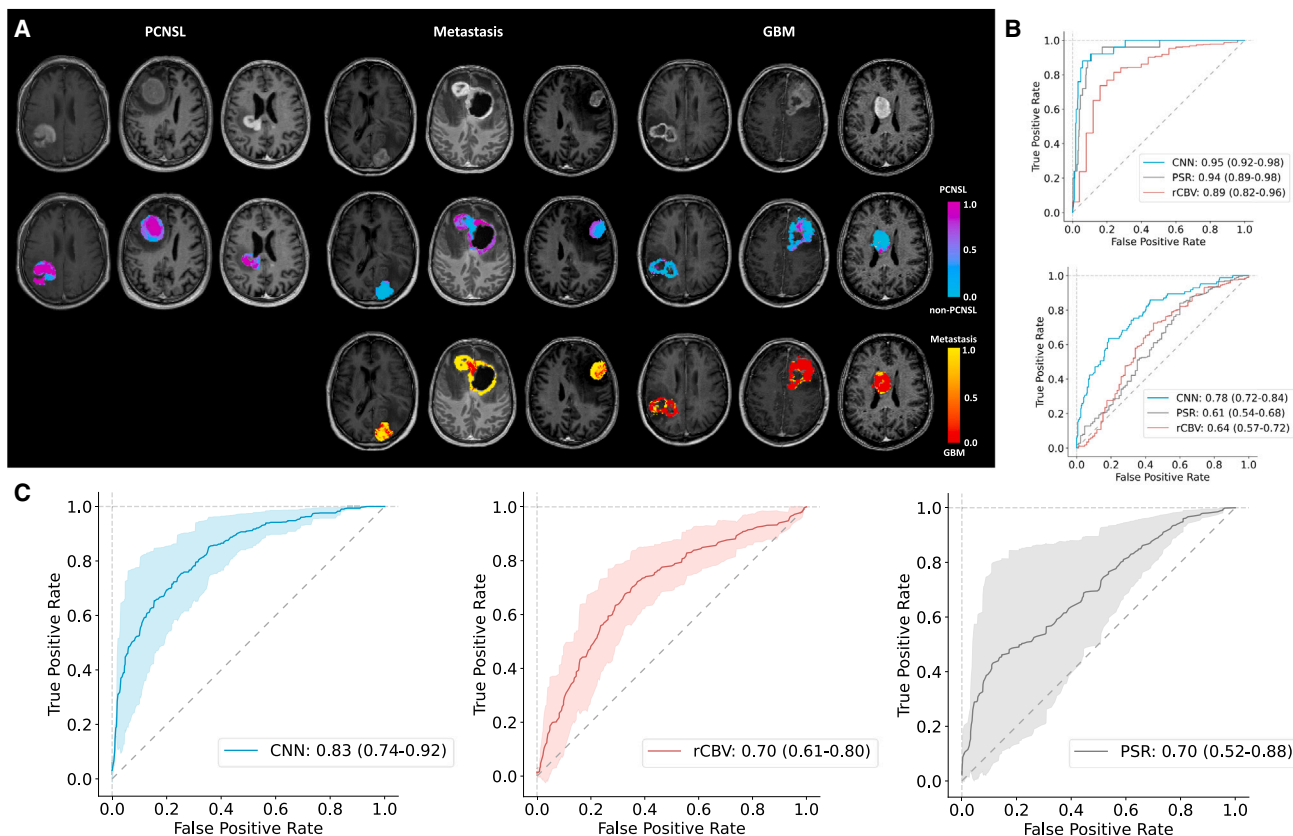 A
PCNSL
Metastasis
GBM
PCNSL
1.0
0.5
0.0
non-PCNSL
Metastasis
1.0
0.5
0.0
GBM
B
True Positive Rate
1.0
0.8
0.6
0.4
0.2
0.0
CNN: 0.95 (0.92-0.98)
PSR: 0.94 (0.89-0.98)
rCBV: 0.89 (0.82-0.96)
0.0 0.2 0.4 0.6 0.8 1.0
False Positive Rate
True Positive Rate
1.0
0.8
0.6
0.4
0.2
0.0
CNN: 0.78 (0.72-0.84)
PSR: 0.61 (0.54-0.68)
rCBV: 0.64 (0.57-0.72)
0.0 0.2 0.4 0.6 0.8 1.0
False Positive Rate
C
True Positive Rate
1.0
0.8
0.6
0.4
0.2
0.0
CNN: 0.83 (0.74-0.92)
0.0 0.2 0.4 0.6 0.8 1.0
False Positive Rate
True Positive Rate
1.0
0.8
0.6
0.4
0.2
0.0
rCBV: 0.70 (0.61-0.80)
0.0 0.2 0.4 0.6 0.8 1.0
False Positive Rate
True Positive Rate
1.0
0.8
0.6
0.4
0.2
0.0
PSR: 0.70 (0.52-0.88)
0.0 0.2 0.4 0.6 0.8 1.0
False Positive Rate